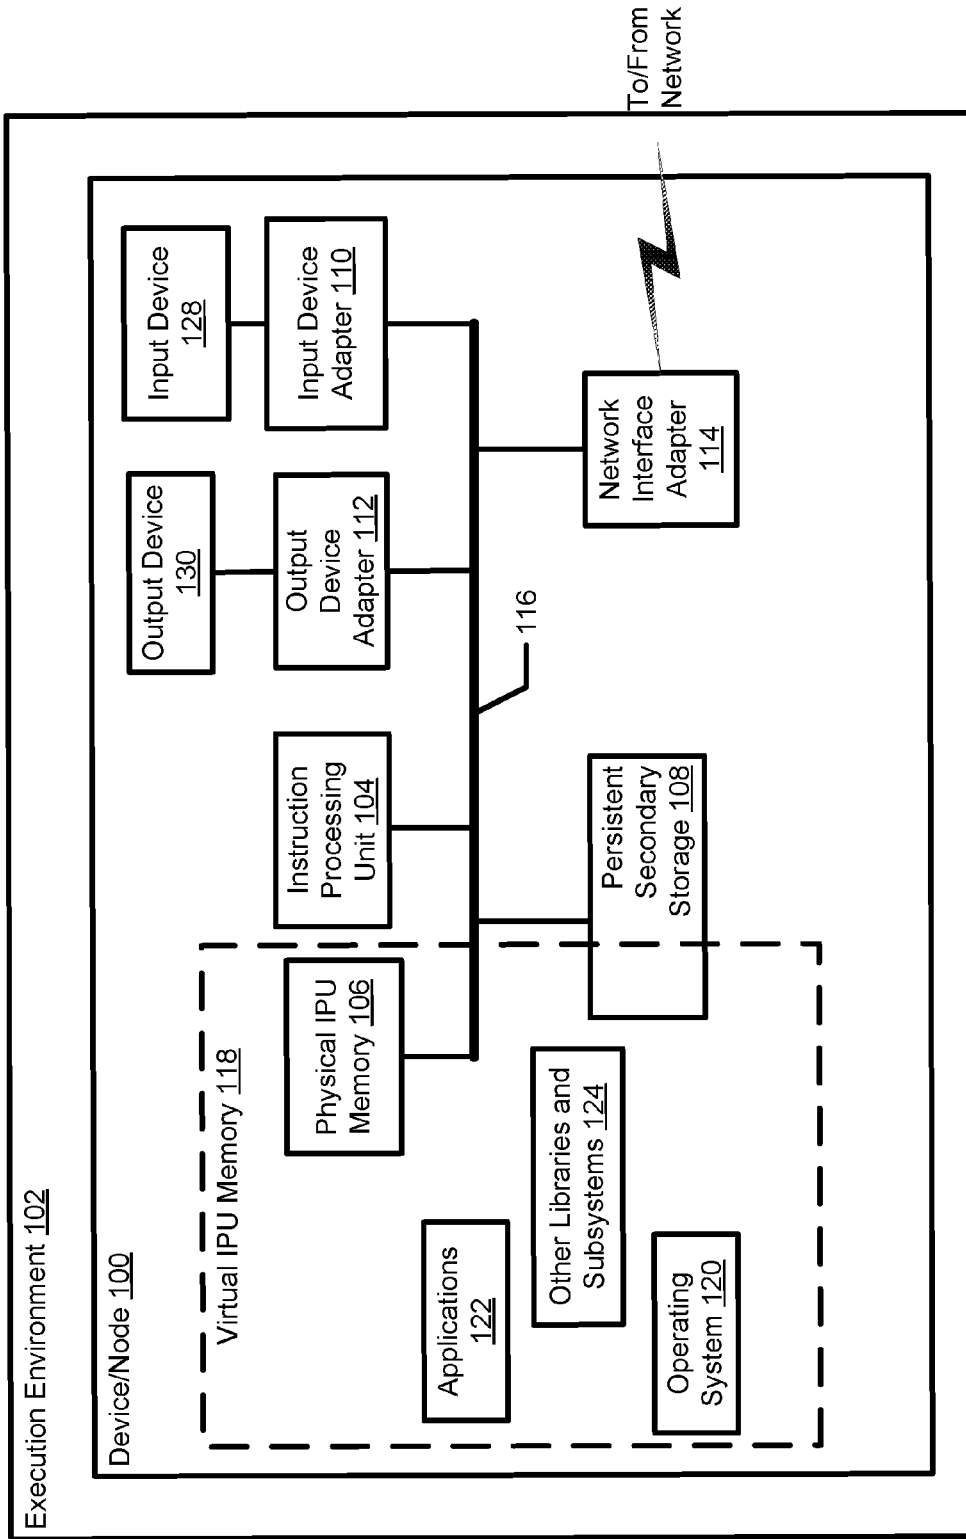 Execution Environment 102
Device/Node 100
Virtual IPU Memory 118
Physical IPU
Memory 106
Instruction
Processing
Unit 104
Output Device
130
Output
Device
Adapter 112
Input Device
128
Input Device
Adapter 110
Applications
122
Other Libraries and
Subsystems 124
Operating
System 120
Persistent
Secondary
Storage 108
116
Network
Interface
Adapter
114
To/From
Network